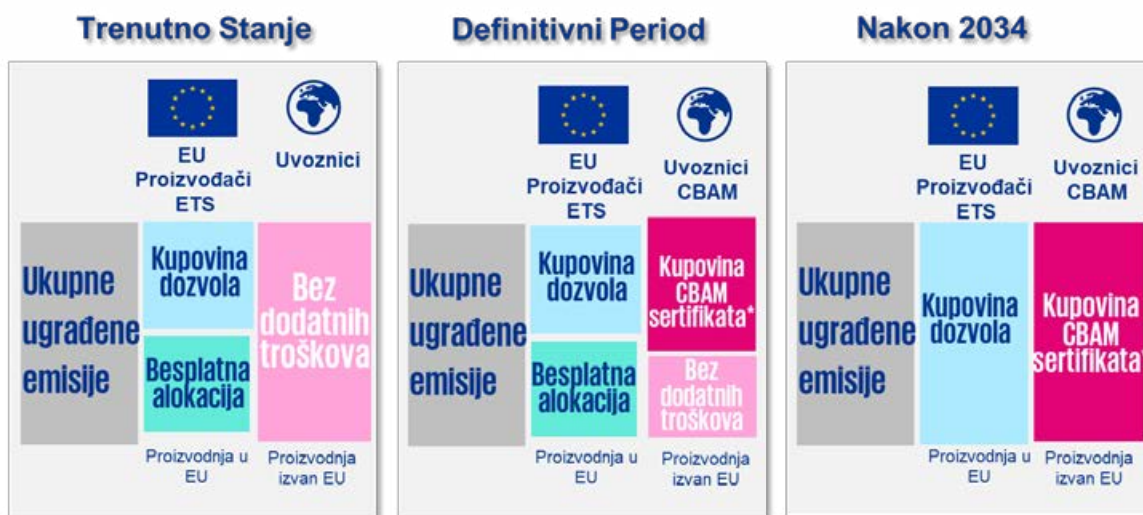 Trenutno Stanje
EU
Proizvođači
ETS
Uvoznici
Ukupne
ugrađene
emisije
Kupovina
dozvola
Besplatna
alokacija
Bez
dodatnih
troškova
Proizvodnja u
EU
Proizvodnja
izvan EU
Definitivni Period
EU
Proizvođači
ETS
Uvoznici
CBAM
Ukupne
ugrađene
emisije
Kupovina
dozvola
Besplatna
alokacija
Kupovina
CBAM
sertifikata*
Bez
dodatnih
troškova
Proizvodnja u
EU
Proizvodnja
izvan EU
Nakon 2034
EU
Proizvođači
ETS
Uvoznici
CBAM
Ukupne
ugrađene
emisije
Kupovina
dozvola
Kupovina
CBAM
sertifikata*
Proizvodnja u
EU
Proizvodnja
izvan EU